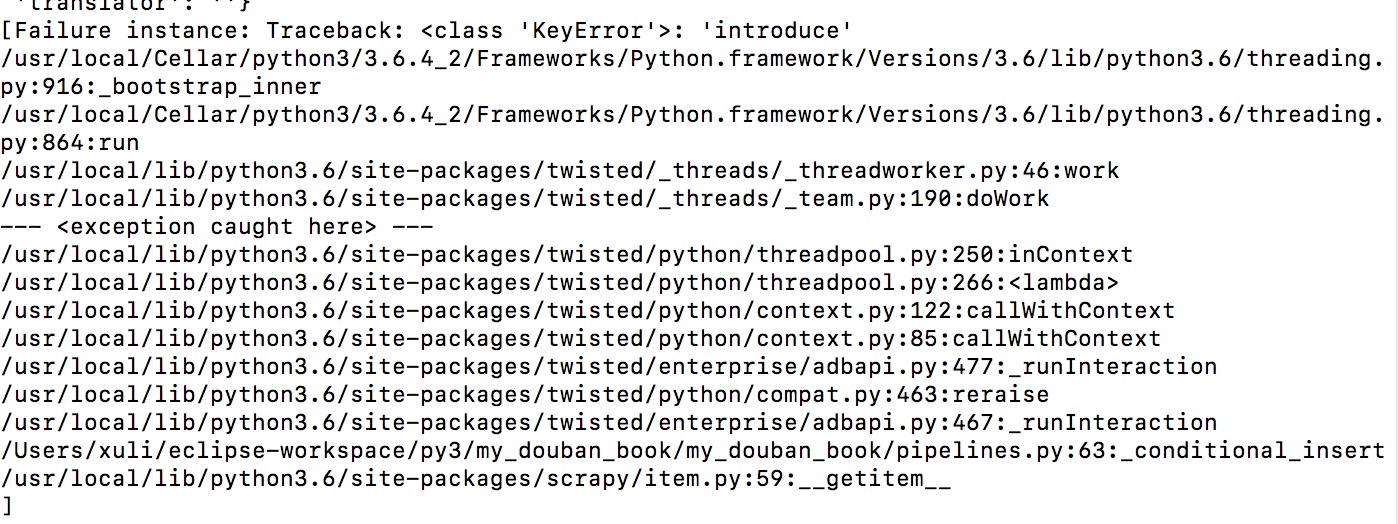 'translator': ''}
[Failure instance: Traceback: <class 'KeyError'>: 'introduce'
/usr/local/Cellar/python3/3.6.4_2/Frameworks/Python.framework/Versions/3.6/lib/python3.6/threading.
py:916:_bootstrap_inner
/usr/local/Cellar/python3/3.6.4_2/Frameworks/Python.framework/Versions/3.6/lib/python3.6/threading.
py:864:run
/usr/local/lib/python3.6/site-packages/twisted/_threads/_threadworker.py:46:work
/usr/local/lib/python3.6/site-packages/twisted/_threads/_team.py:190:doWork
--- <exception caught here> ---
/usr/local/lib/python3.6/site-packages/twisted/python/threadpool.py:250:inContext
/usr/local/lib/python3.6/site-packages/twisted/python/threadpool.py:266:<lambda>
/usr/local/lib/python3.6/site-packages/twisted/python/context.py:122:callWithContext
/usr/local/lib/python3.6/site-packages/twisted/python/context.py:85:callWithContext
/usr/local/lib/python3.6/site-packages/twisted/enterprise/adbapi.py:477:_runInteraction
/usr/local/lib/python3.6/site-packages/twisted/python/compat.py:463:reraise
/usr/local/lib/python3.6/site-packages/twisted/enterprise/adbapi.py:467:_runInteraction
/Users/xuli/eclipse-workspace/py3/my_douban_book/my_douban_book/pipelines.py:63:_conditional_insert
/usr/local/lib/python3.6/site-packages/scrapy/item.py:59:__getitem__
]